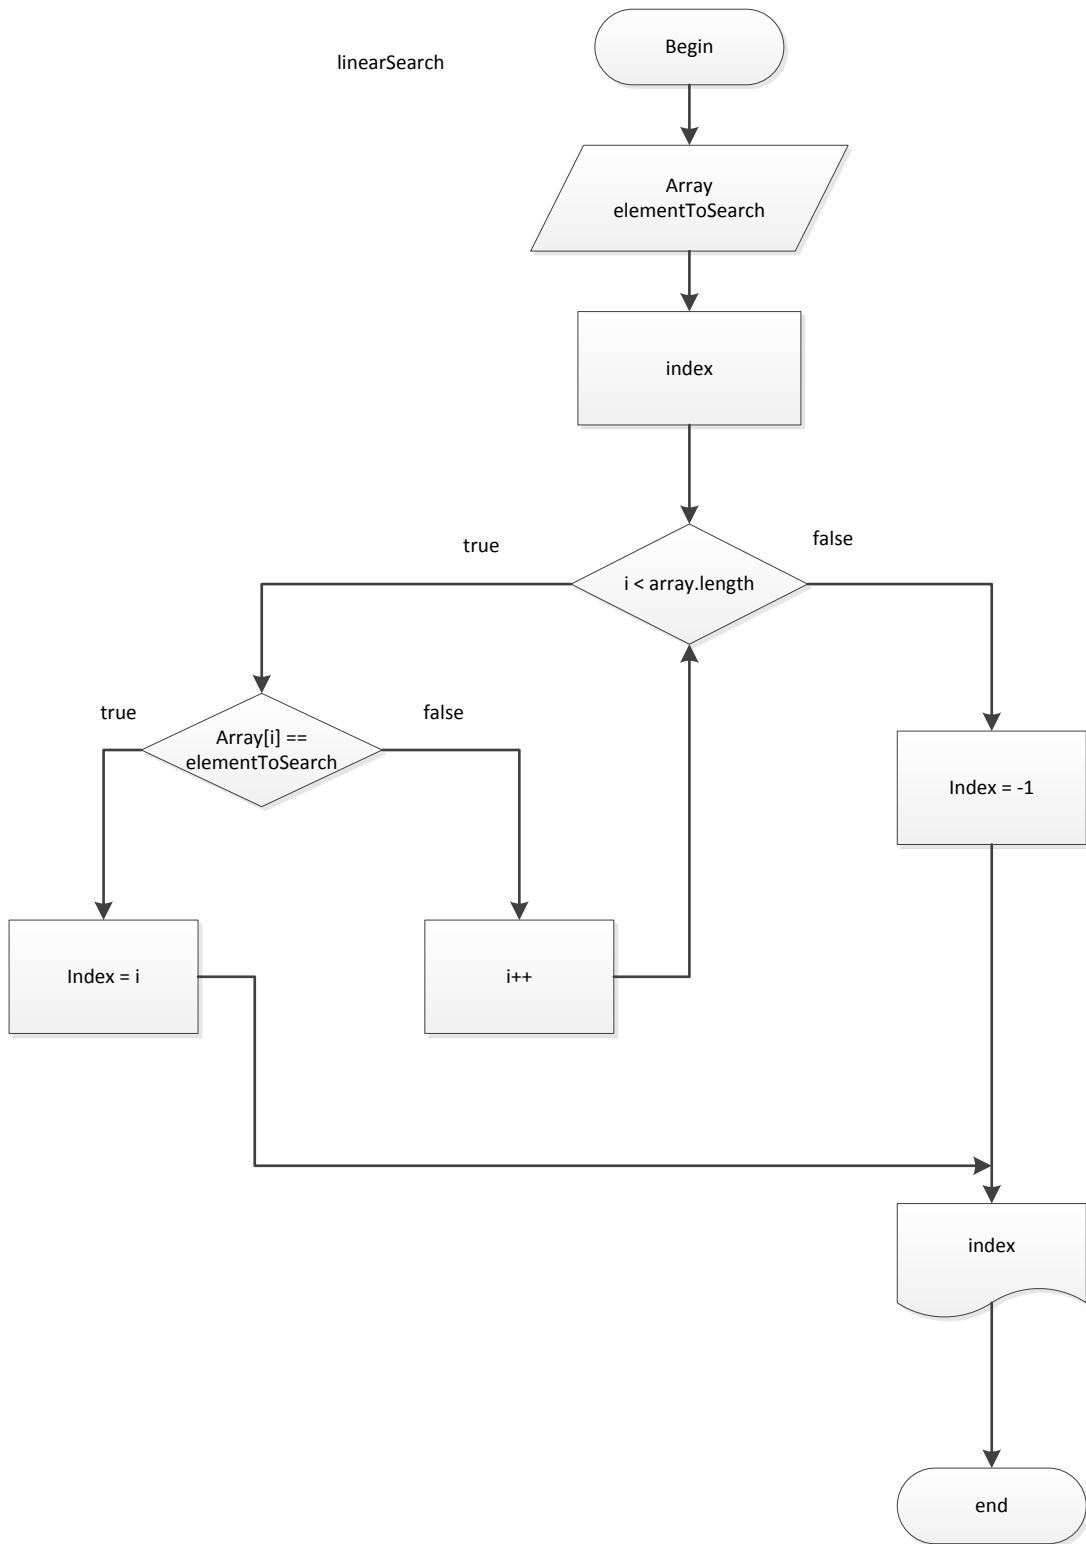 linearSearch
Begin
Array
elementToSearch
index
true
false
i < array.length
true
false
Array[i] ==
elementToSearch
Index = -1
Index = i
i++
index
end